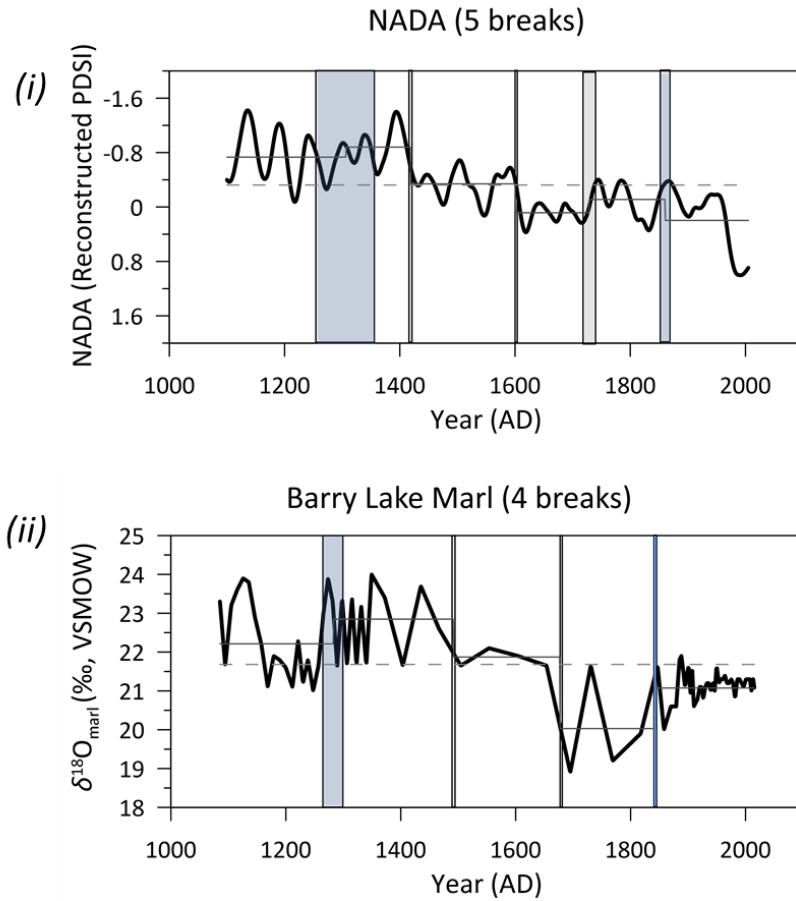 NADA (5 breaks)
(i)
NADA (Reconstructed PDSI)
-1.6
-0.8
0
0.8
1.6
1000 1200 1400 1600 1800 2000
Year (AD)
Barry Lake Marl (4 breaks)
(ii)
δ¹⁸O_marl (‰, VSMOW)
25
24
23
22
21
20
19
18
1000 1200 1400 1600 1800 2000
Year (AD)